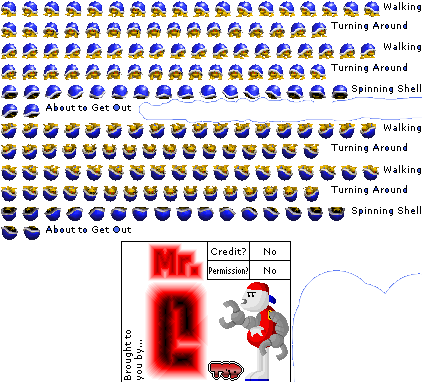 Walking
Turning Around
Walking
Turning Around
Spinning Shell
About to Get Out
Walking
Turning Around
Walking
Turning Around
Spinning Shell
About to Get Out
Mr.
C
Credit? No
Permission? No
Brought to
you by...